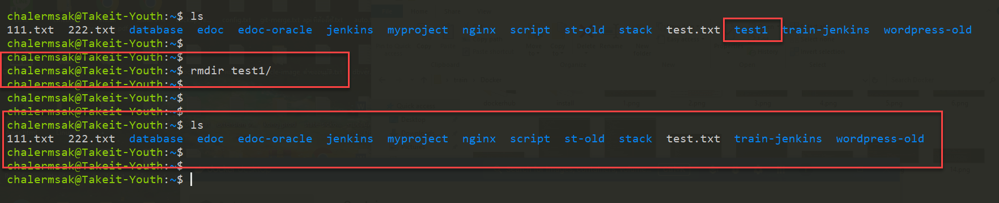 chalermsak@Takeit-Youth:~$ ls
111.txt 222.txt database edoc edoc-oracle jenkins myproject nginx script st-old stack test.txt test1 train-jenkins wordpress-old
chalermsak@Takeit-Youth:~$
chalermsak@Takeit-Youth:~$
chalermsak@Takeit-Youth:~$ rmdir test1/
chalermsak@Takeit-Youth:~$
chalermsak@Takeit-Youth:~$
chalermsak@Takeit-Youth:~$
chalermsak@Takeit-Youth:~$ ls
111.txt 222.txt database edoc edoc-oracle jenkins myproject nginx script st-old stack test.txt train-jenkins wordpress-old
chalermsak@Takeit-Youth:~$
chalermsak@Takeit-Youth:~$
chalermsak@Takeit-Youth:~$